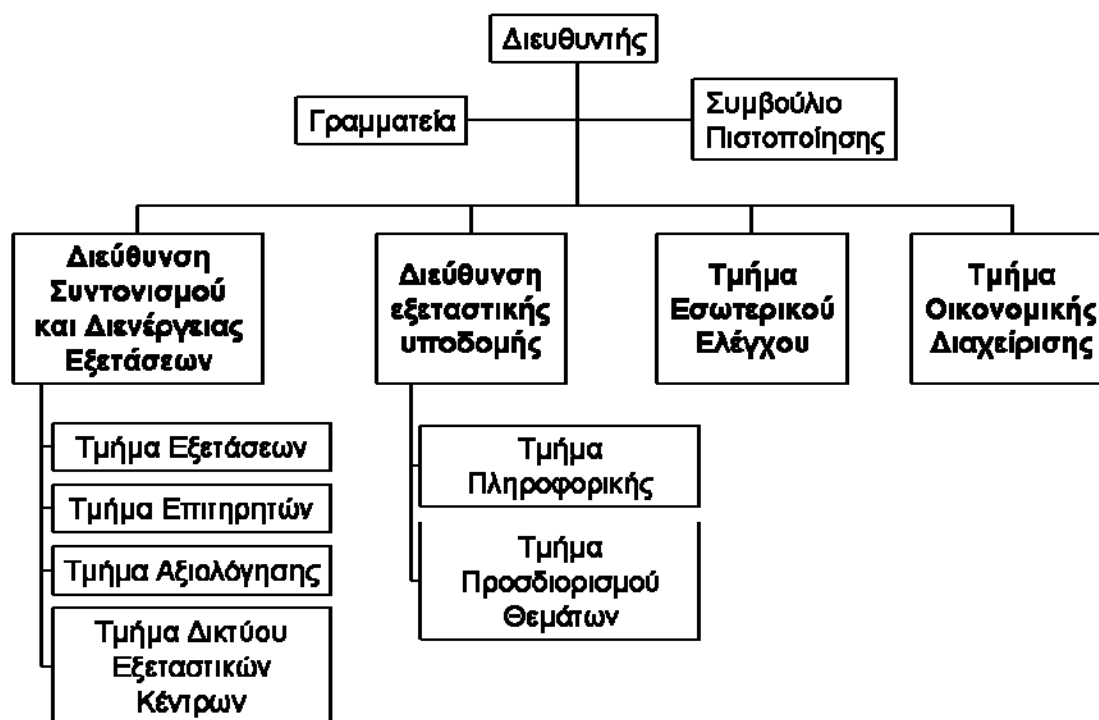 Διευθυντής
Γραμματεία
Συμβούλιο
Πιστοποίησης
Διεύθυνση
Συντονισμού
και Διενέργειας
Εξετάσεων
Διεύθυνση
εξεταστικής
υποδομής
Τμήμα
Εσωτερικού
Ελέγχου
Τμήμα
Οικονομικής
Διαχείρισης
Τμήμα Εξετάσεων
Τμήμα Επιτηρητών
Τμήμα Αξιολόγησης
Τμήμα Δικτύου
Εξεταστικών
Κέντρων
Τμήμα
Πληροφορικής
Τμήμα
Προσδιορισμού
Θεμάτων